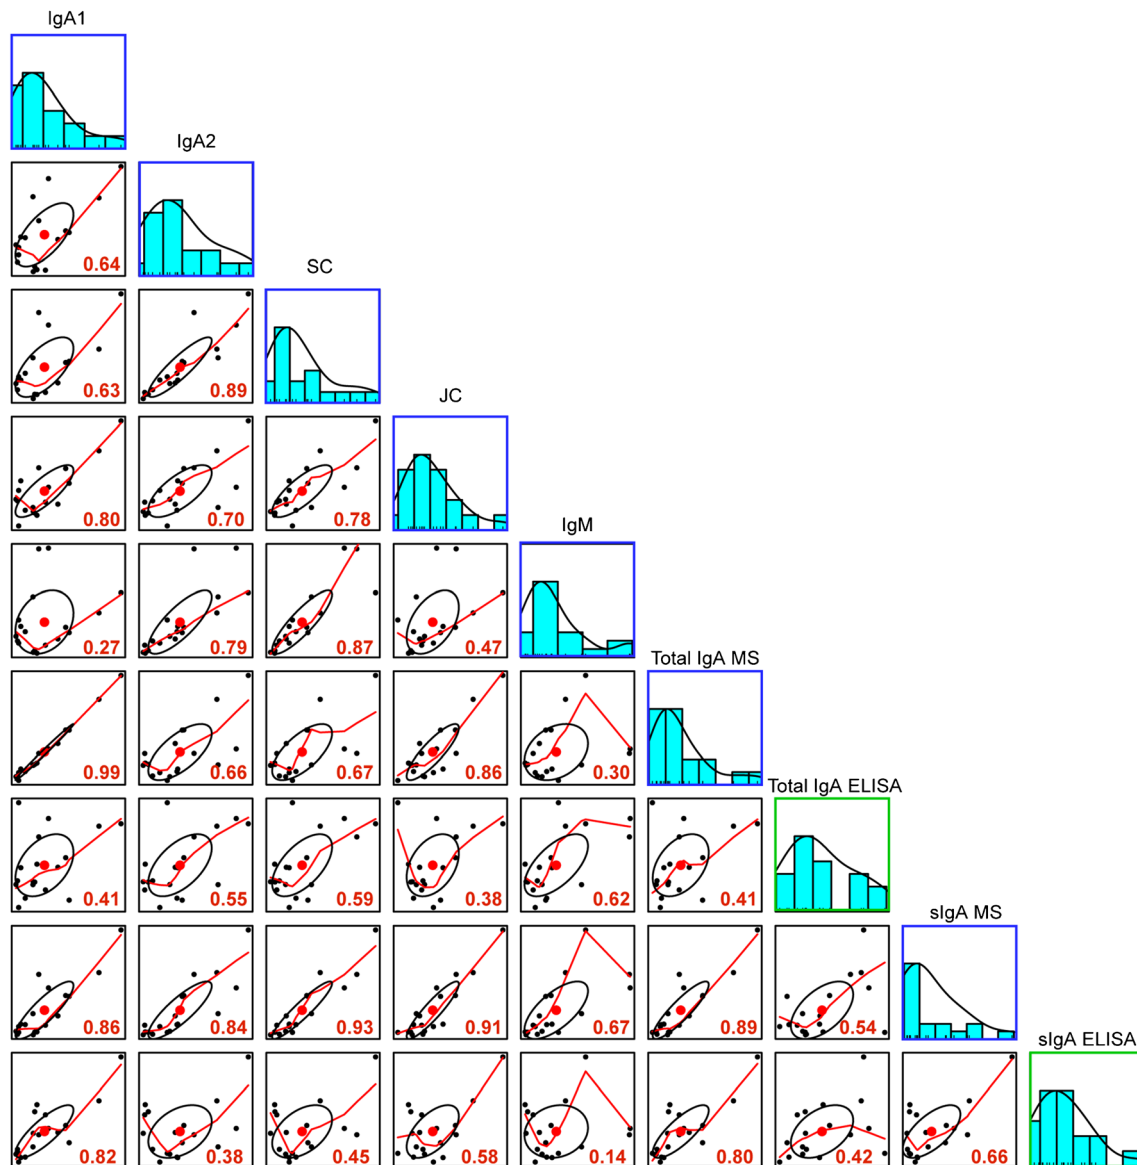 IgA1
IgA2
0.64
SC
0.63 0.89
JC
0.80 0.70 0.78
IgM
0.27 0.79 0.87 0.47
Total IgA MS
0.99 0.66 0.67 0.86 0.30
Total IgA ELISA
0.41 0.55 0.59 0.38 0.62 0.41
sIgA MS
0.86 0.84 0.93 0.91 0.67 0.89 0.54
sIgA ELISA
0.82 0.38 0.45 0.58 0.14 0.80 0.42 0.66